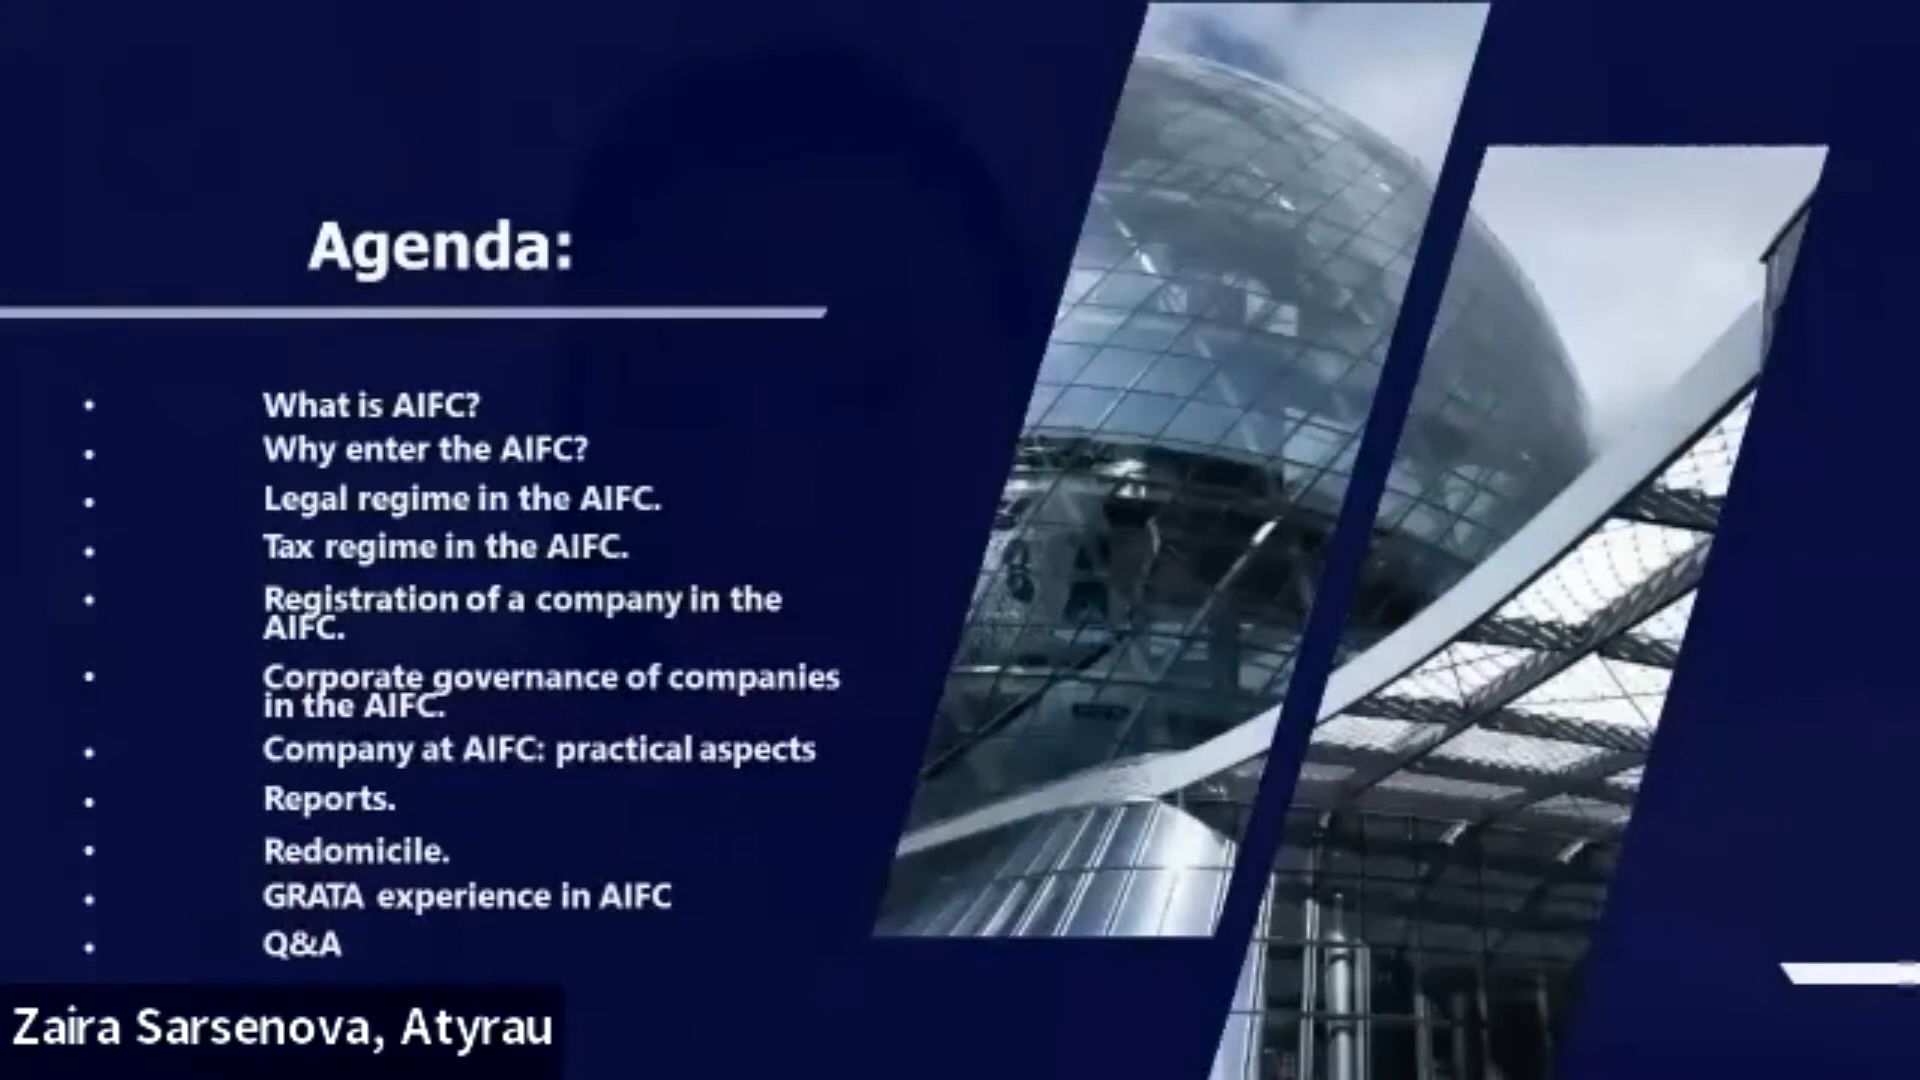 Agenda:
• What is AIFC?
• Why enter the AIFC?
• Legal regime in the AIFC.
• Tax regime in the AIFC.
• Registration of a company in the
AIFC.
• Corporate governance of companies
in the AIFC.
• Company at AIFC: practical aspects
• Reports.
• Redomicile.
• GRATA experience in AIFC
• Q&A
Zaira Sarsenova, Atyrau